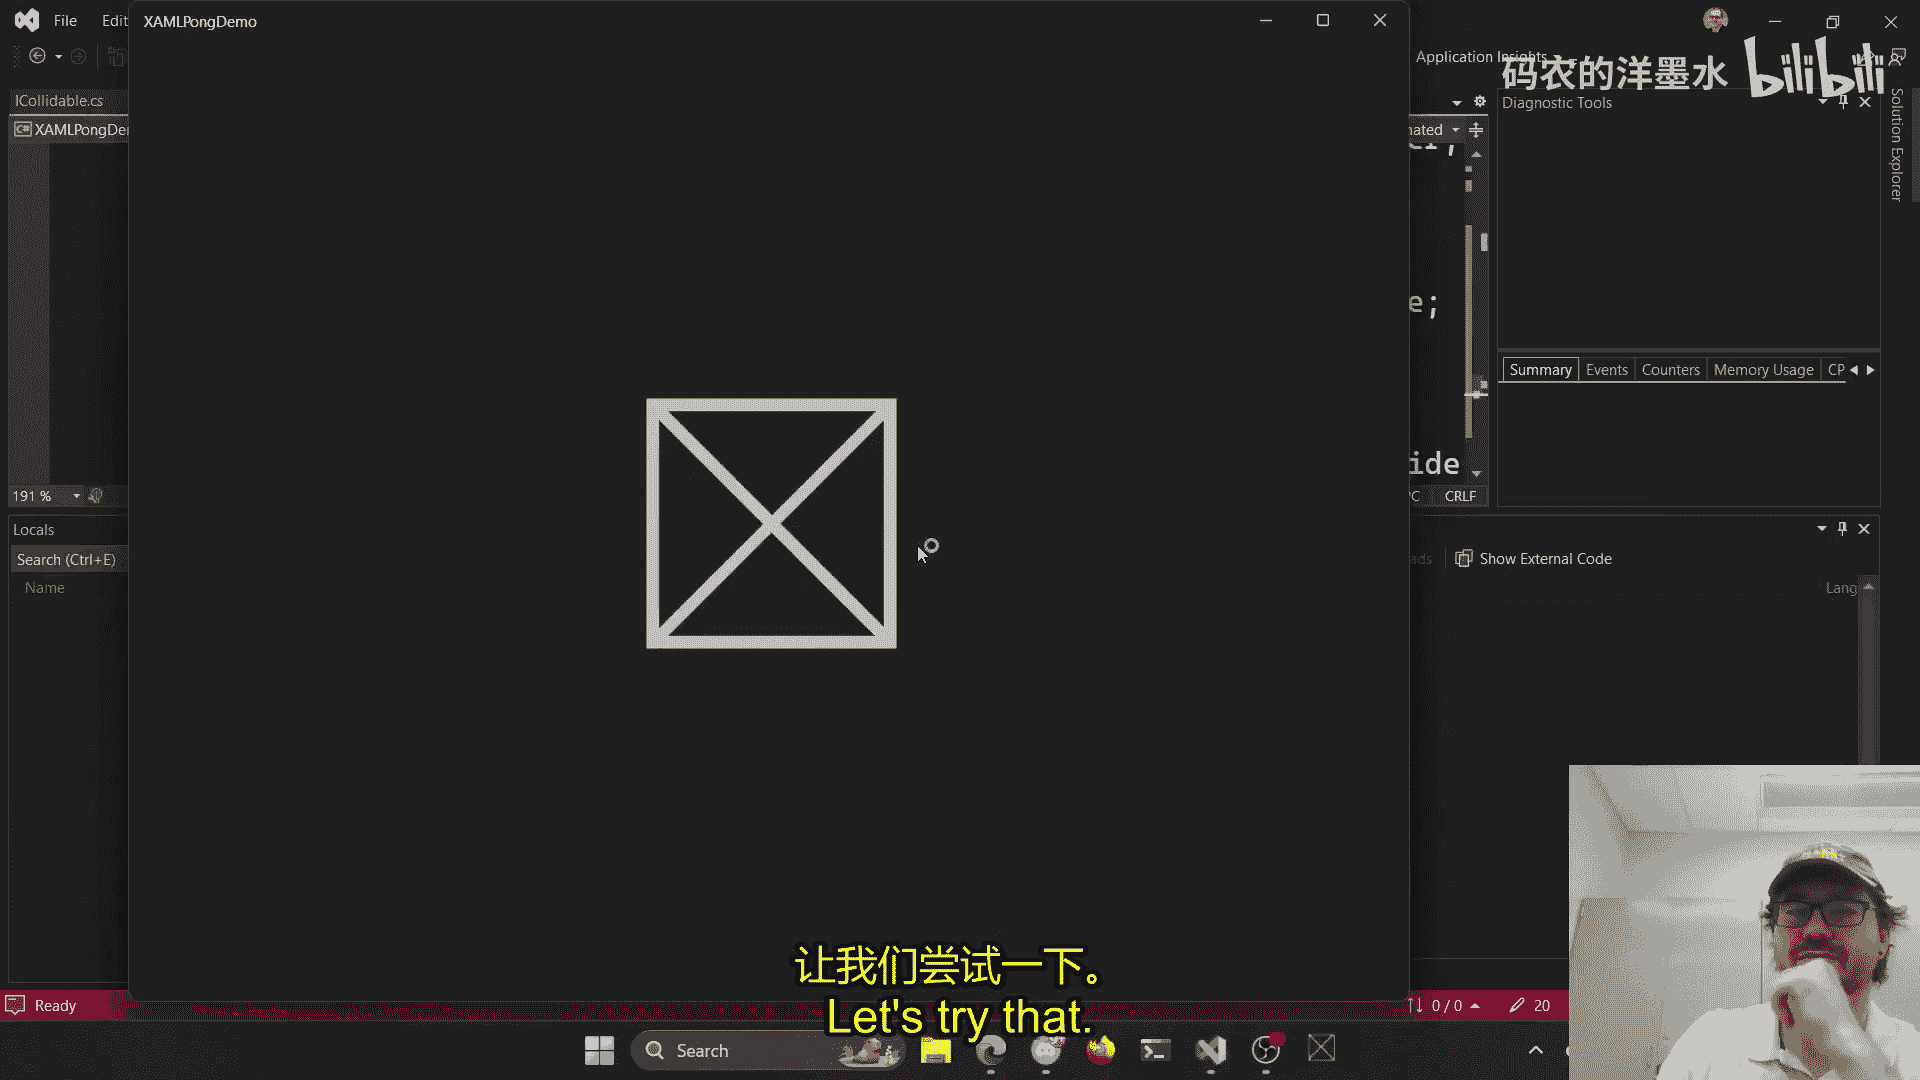 File
Edit
XAMLPongDemo
Application Insights
码农的洋墨水 bilibili
ICollidable.cs
Diagnostic Tools
Solution Explorer
XAMLPongDe
nated
e;
Summary
Events
Counters
Memory Usage
CP
ide
191 %
CRLF
Locals
Search (Ctrl+E)
Show External Code
Name
Lang
让我们尝试一下。
Let's try that.
Ready
0 / 0
20
Search